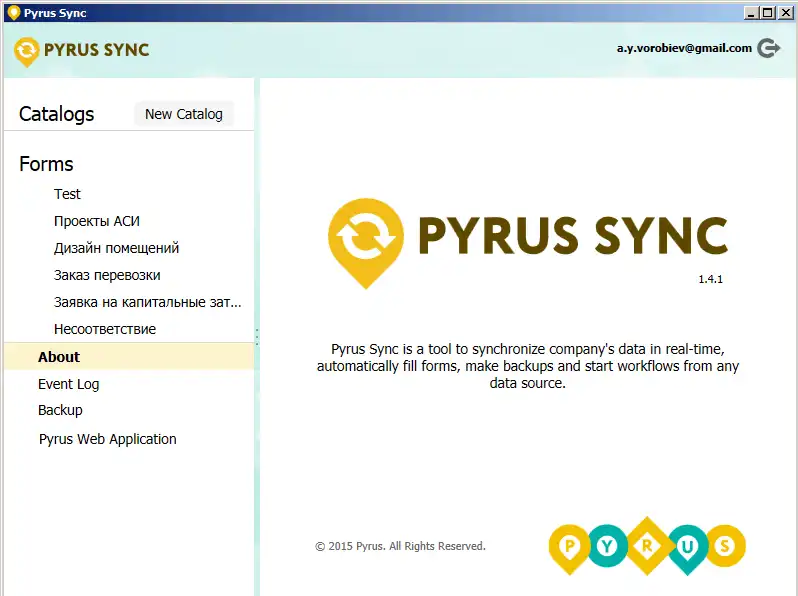 Pyrus Sync
PYRUS SYNC
a.y.vorobiev@gmail.com
Catalogs
New Catalog
Forms
Test
Проекты АСИ
Дизайн помещений
Заказ перевозки
Заявка на капитальные зат...
Несоответствие
About
Event Log
Backup
Pyrus Web Application
PYRUS SYNC
1.4.1
Pyrus Sync is a tool to synchronize company's data in real-time,
automatically fill forms, make backups and start workflows from any
data source.
© 2015 Pyrus. All Rights Reserved.
PYRUS